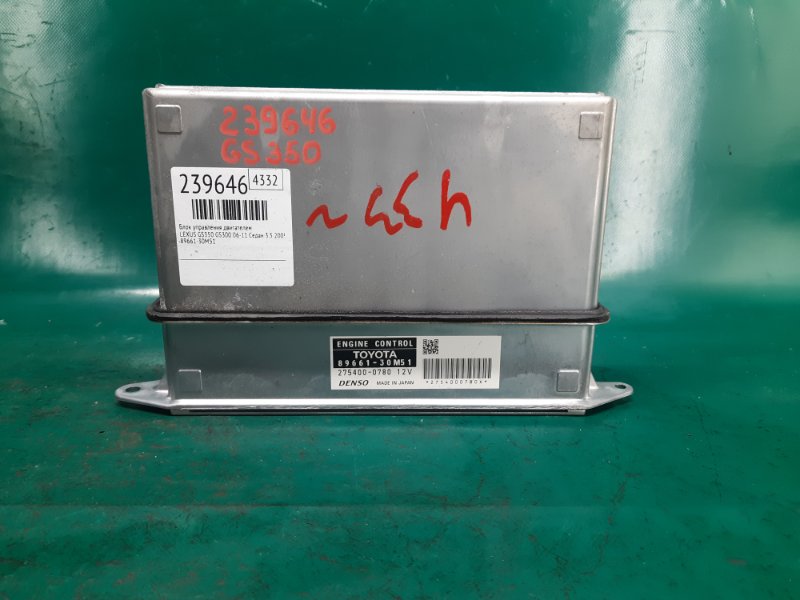 239646
GS350
239646 4332
Блок управления двигателем
LEXUS GS350 GS300 06-11 Седан 3.5
89661-30M51
ENGINE CONTROL
TOYOTA
89661-30M51
275400-0780 12V
DENSO MADE IN JAPAN
*2754000780*